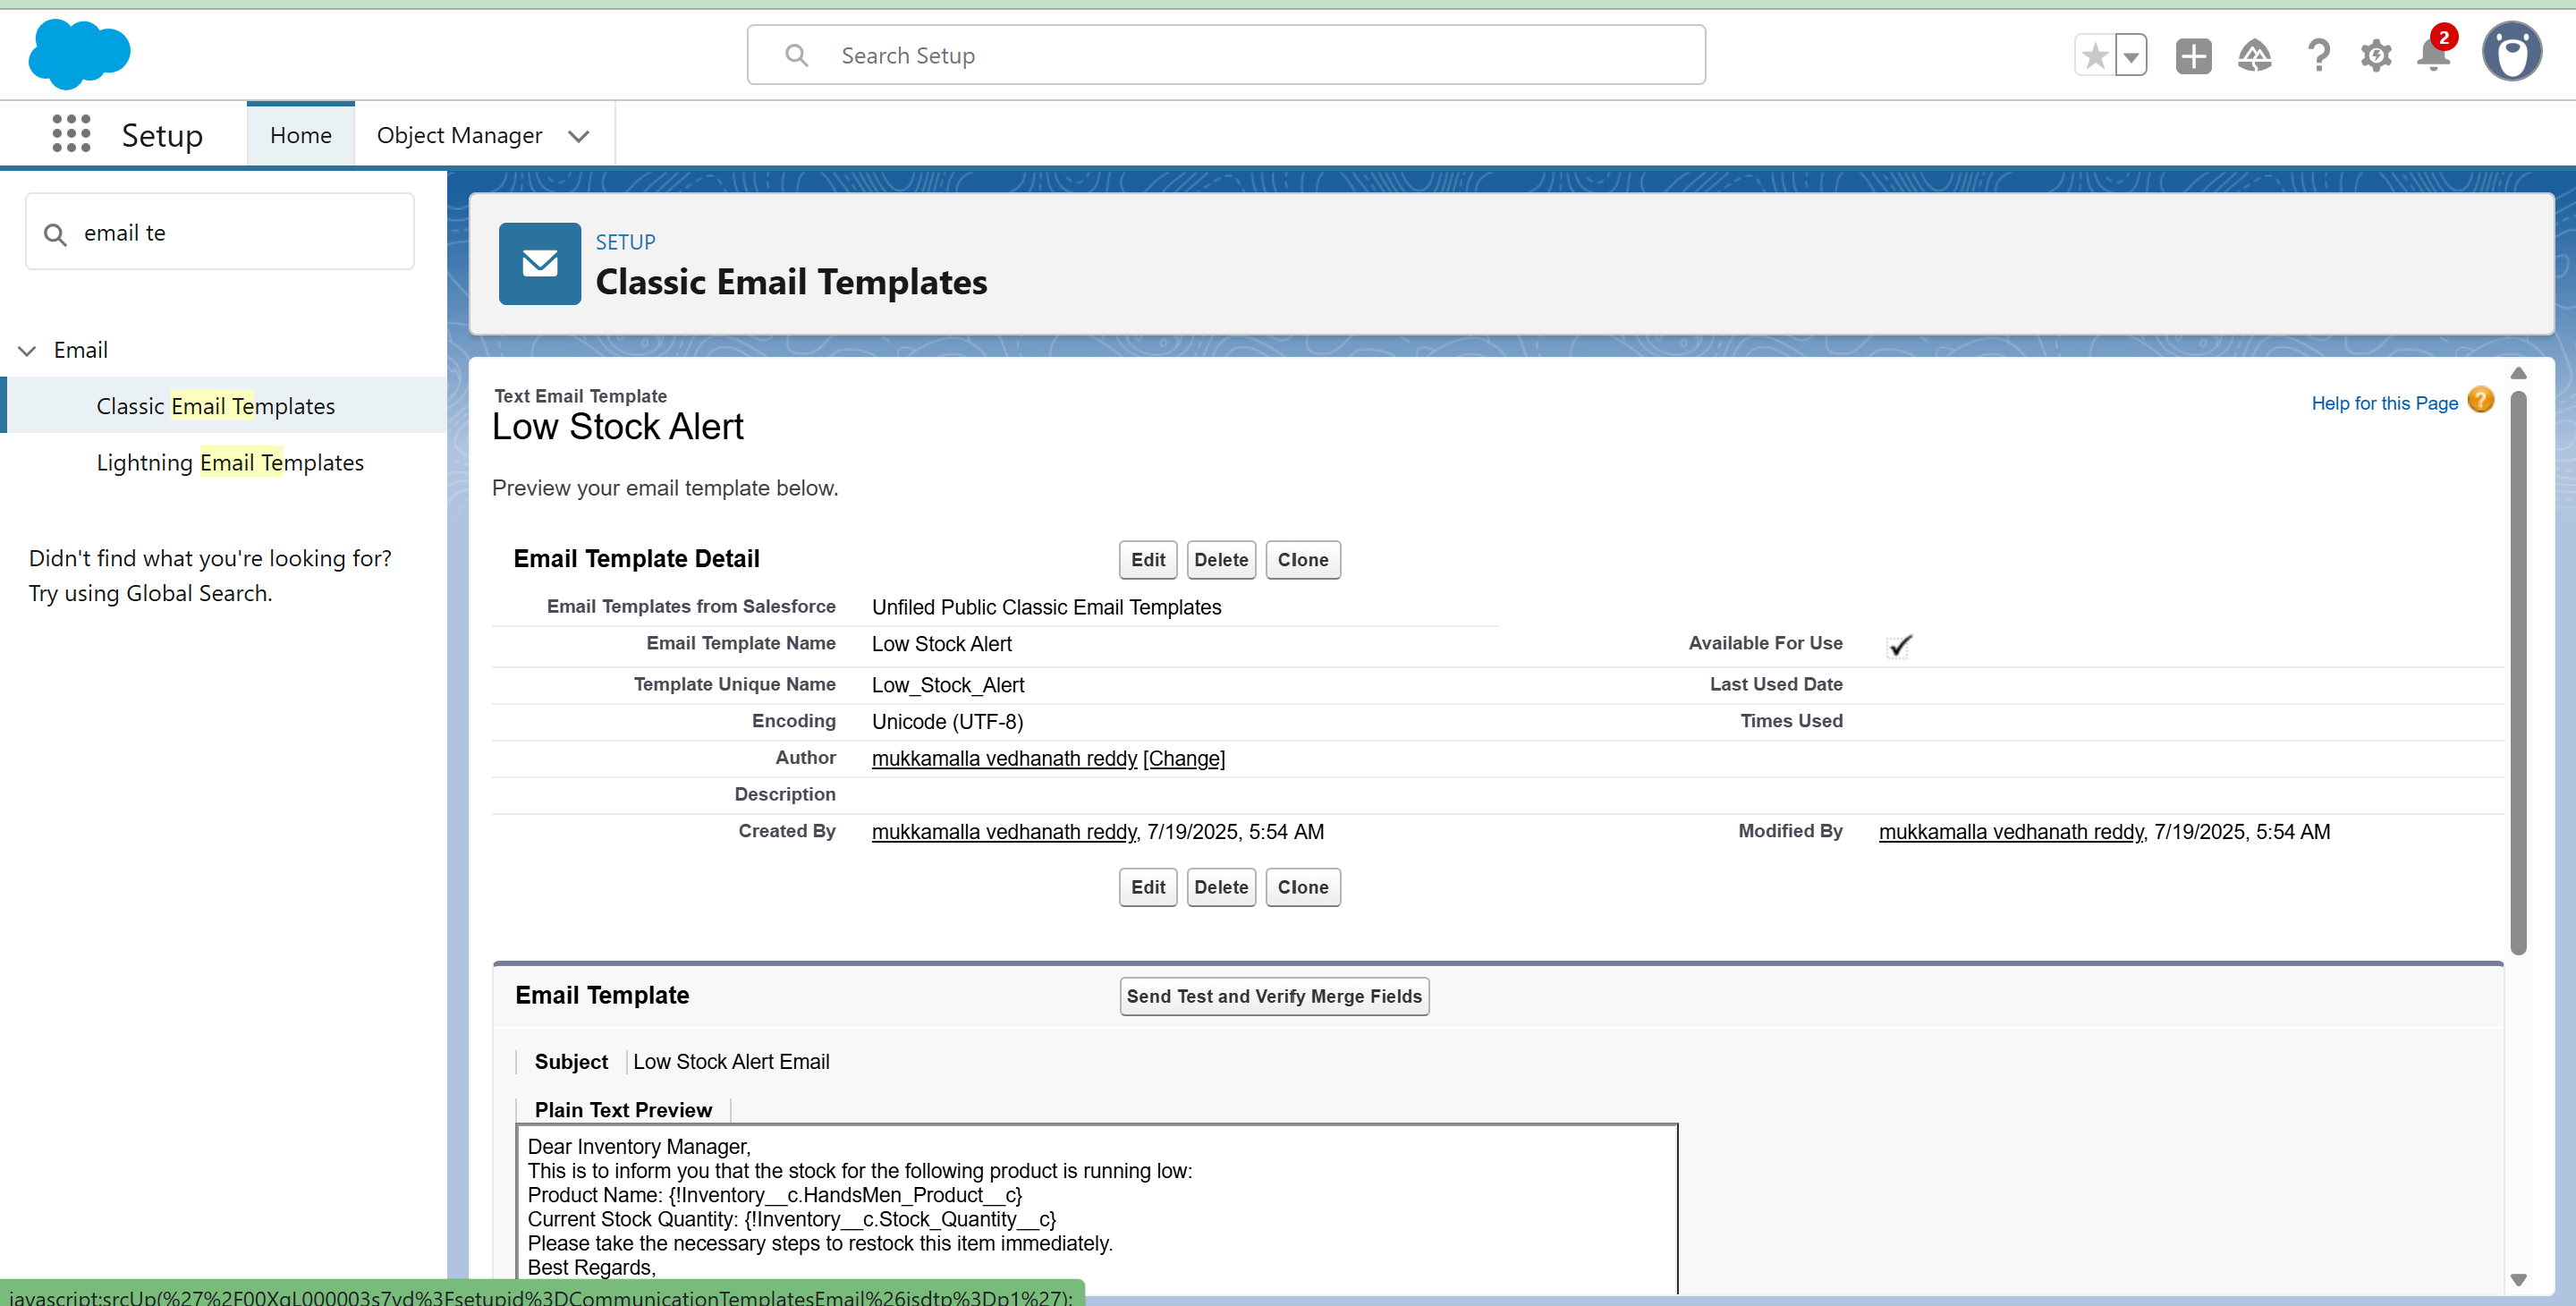 Search Setup
2
Setup
Home
Object Manager
email te
Email
Classic Email Templates
Lightning Email Templates
Didn't find what you're looking for?
Try using Global Search.
SETUP
Classic Email Templates
Text Email Template
Low Stock Alert
Help for this Page ?
Preview your email template below.
Email Template Detail
Edit Delete Clone
Email Templates from Salesforce Unfiled Public Classic Email Templates
Email Template Name Low Stock Alert Available For Use
Template Unique Name Low_Stock_Alert Last Used Date
Encoding Unicode (UTF-8) Times Used
Author mukkamalla vedhanath reddy [Change]
Description
Created By mukkamalla vedhanath reddy, 7/19/2025, 5:54 AM Modified By mukkamalla vedhanath reddy, 7/19/2025, 5:54 AM
Edit Delete Clone
Email Template Send Test and Verify Merge Fields
Subject Low Stock Alert Email
Plain Text Preview
Dear Inventory Manager,
This is to inform you that the stock for the following product is running low:
Product Name: {!Inventory__c.HandsMen_Product__c}
Current Stock Quantity: {!Inventory__c.Stock_Quantity__c}
Please take the necessary steps to restock this item immediately.
Best Regards,
javascript:srcUp(%27%2F00XgL000003s7yd%3Fsetupid%3DCommunicationTemplatesEmail%26isdtp%3Dp1%27);